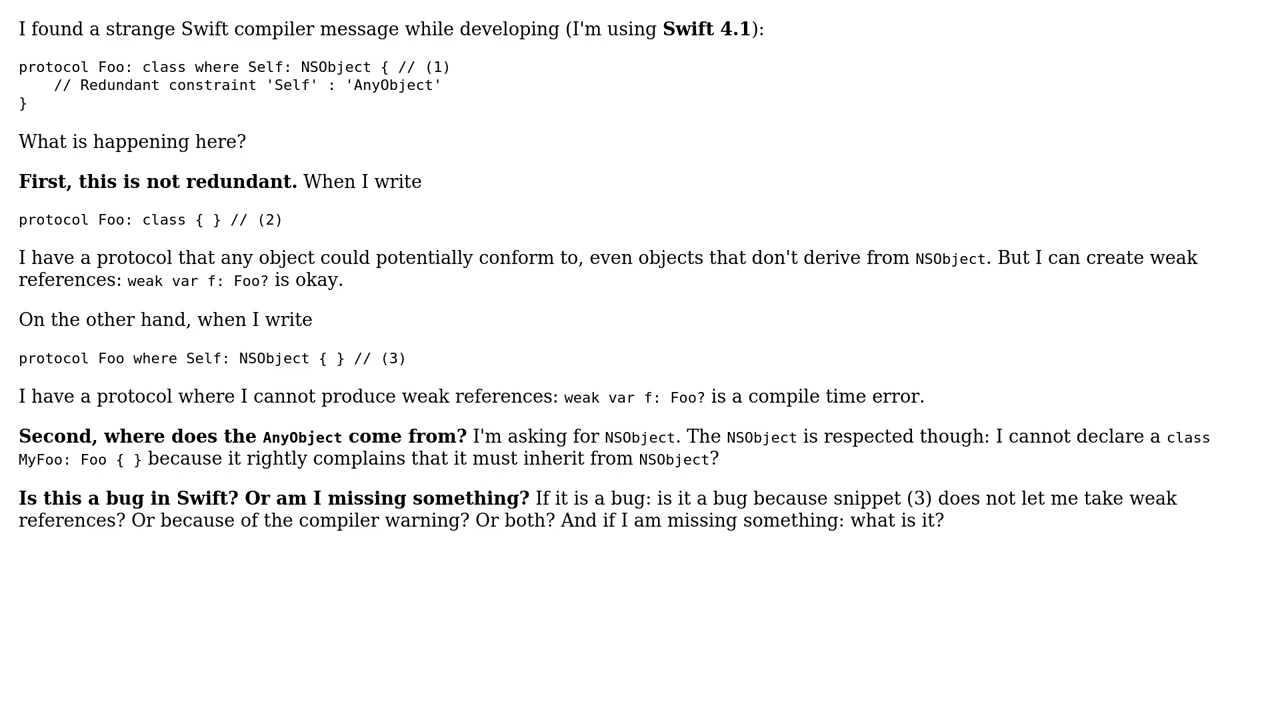 I found a strange Swift compiler message while developing (I'm using Swift 4.1):
protocol Foo: class where Self: NSObject { // (1)
    // Redundant constraint 'Self' : 'AnyObject'
}
What is happening here?
First, this is not redundant. When I write
protocol Foo: class { } // (2)
I have a protocol that any object could potentially conform to, even objects that don't derive from NSObject. But I can create weak
references: weak var f: Foo? is okay.
On the other hand, when I write
protocol Foo where Self: NSObject { } // (3)
I have a protocol where I cannot produce weak references: weak var f: Foo? is a compile time error.
Second, where does the AnyObject come from? I'm asking for NSObject. The NSObject is respected though: I cannot declare a class
MyFoo: Foo { } because it rightly complains that it must inherit from NSObject?
Is this a bug in Swift? Or am I missing something? If it is a bug: is it a bug because snippet (3) does not let me take weak
references? Or because of the compiler warning? Or both? And if I am missing something: what is it?